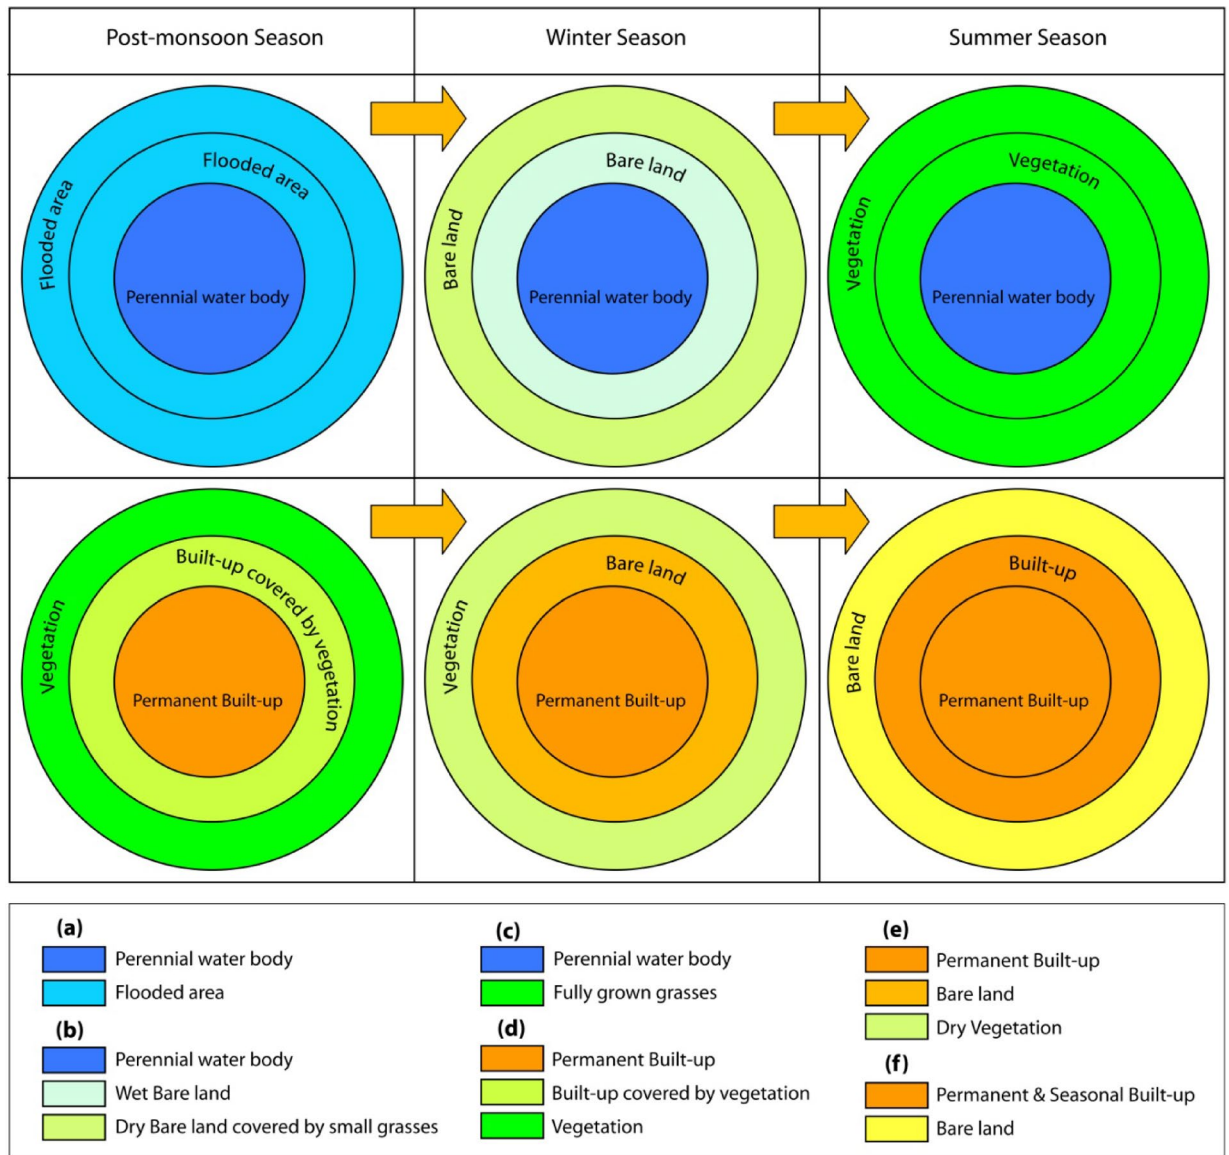 Post-monsoon Season
Winter Season
Summer Season
Flooded area
Flooded area
Perennial water body
Bare land
Bare land
Perennial water body
Vegetation
Vegetation
Perennial water body
Vegetation
Built-up covered by vegetation
Permanent Built-up
Vegetation
Bare land
Permanent Built-up
Bare land
Built-up
Permanent Built-up
(a)
Perennial water body
Flooded area
(b)
Perennial water body
Wet Bare land
Dry Bare land covered by small grasses
(c)
Perennial water body
Fully grown grasses
(d)
Permanent Built-up
Built-up covered by vegetation
Vegetation
(e)
Permanent Built-up
Bare land
Dry Vegetation
(f)
Permanent & Seasonal Built-up
Bare land